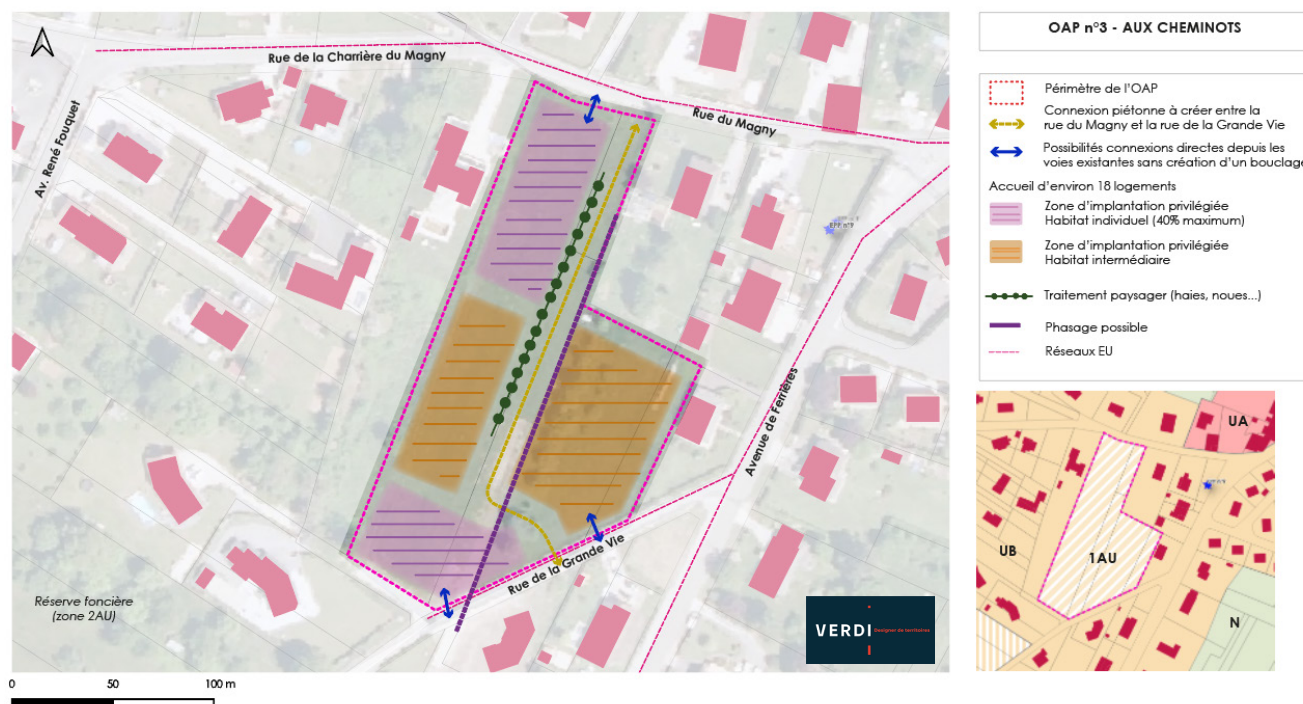 OAP n°3 - AUX CHEMINOTS
Rue de la Charrière du Magny
Rue du Magny
Av. René Fouquet
Avenue de Ferrières
Rue de la Grande Vie
Réserve foncière
(zone 2AU)
VERDI
Designer de territoires
0 50 100 m
Périmètre de l'OAP
Connexion piétonne à créer entre la
rue du Magny et la rue de la Grande Vie
Possibilités connexions directes depuis les
voies existantes sans création d'un bouclage
Accueil d'environ 18 logements
Zone d'implantation privilégiée
Habitat individuel (40% maximum)
Zone d'implantation privilégiée
Habitat intermédiaire
Traitement paysager (haies, noues...)
Phasage possible
Réseaux EU
UA
UB
1AU
N